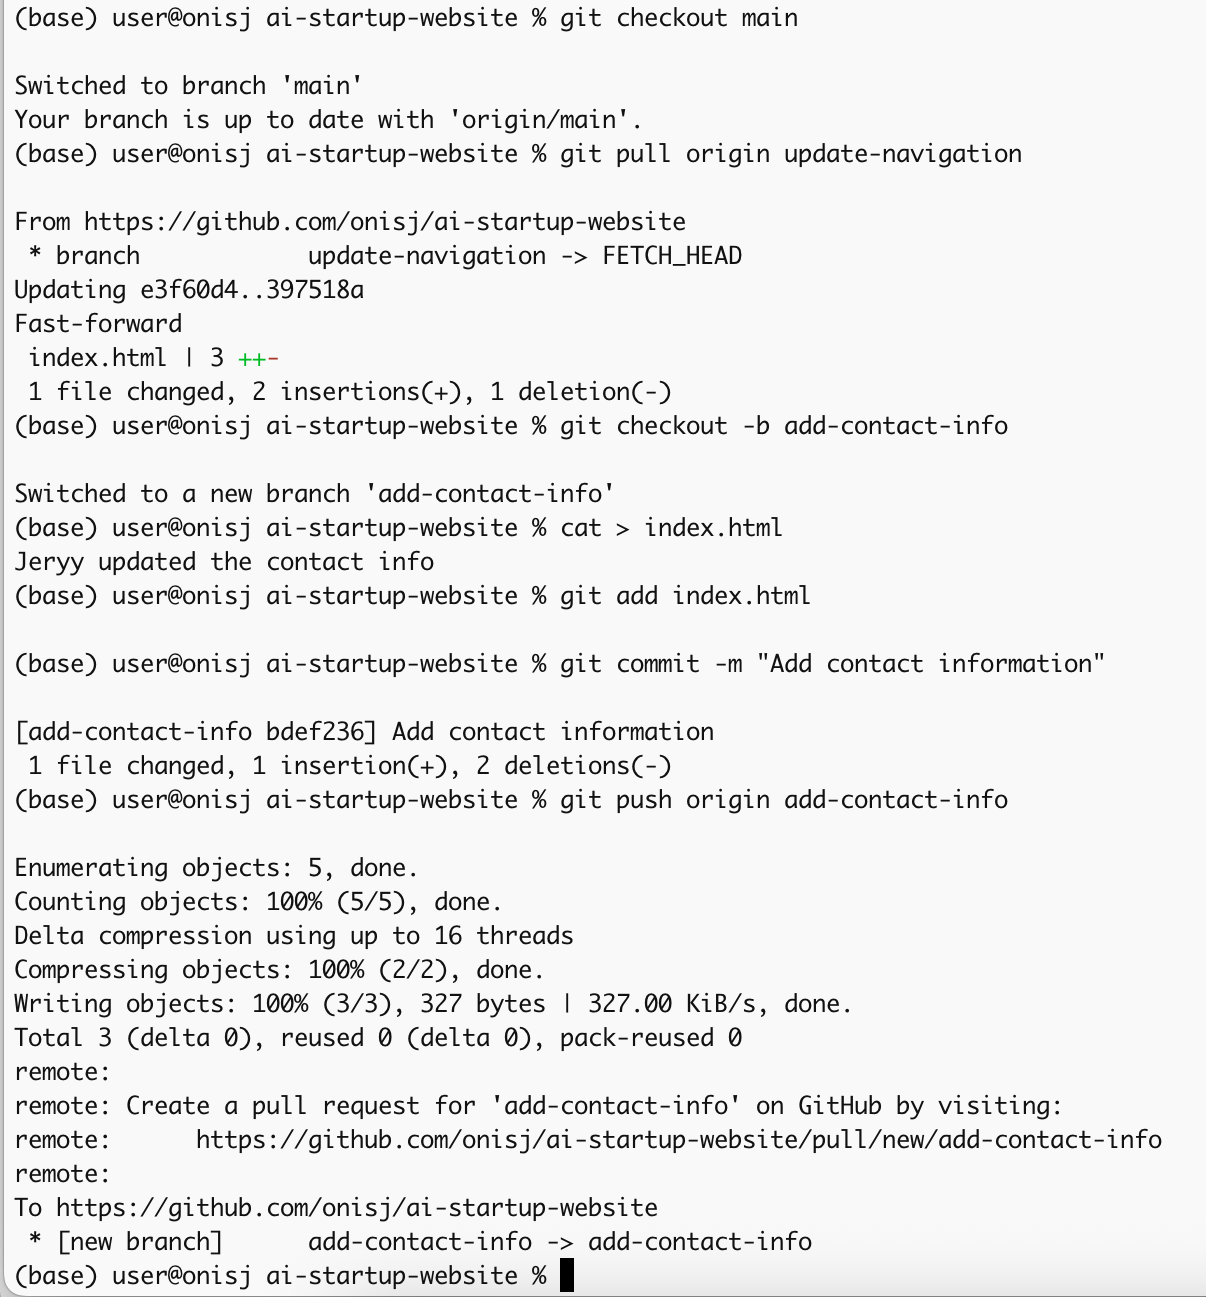 (base) user@onisj ai-startup-website % git checkout main
Switched to branch 'main'
Your branch is up to date with 'origin/main'.
(base) user@onisj ai-startup-website % git pull origin update-navigation
From https://github.com/onisj/ai-startup-website
 * branch            update-navigation -> FETCH_HEAD
Updating e3f60d4..397518a
Fast-forward
 index.html | 3 ++-
 1 file changed, 2 insertions(+), 1 deletion(-)
(base) user@onisj ai-startup-website % git checkout -b add-contact-info
Switched to a new branch 'add-contact-info'
(base) user@onisj ai-startup-website % cat > index.html
Jeryy updated the contact info
(base) user@onisj ai-startup-website % git add index.html
(base) user@onisj ai-startup-website % git commit -m "Add contact information"
[add-contact-info bdef236] Add contact information
 1 file changed, 1 insertion(+), 2 deletions(-)
(base) user@onisj ai-startup-website % git push origin add-contact-info
Enumerating objects: 5, done.
Counting objects: 100% (5/5), done.
Delta compression using up to 16 threads
Compressing objects: 100% (2/2), done.
Writing objects: 100% (3/3), 327 bytes | 327.00 KiB/s, done.
Total 3 (delta 0), reused 0 (delta 0), pack-reused 0
remote:
remote: Create a pull request for 'add-contact-info' on GitHub by visiting:
remote:      https://github.com/onisj/ai-startup-website/pull/new/add-contact-info
remote:
To https://github.com/onisj/ai-startup-website
 * [new branch]      add-contact-info -> add-contact-info
(base) user@onisj ai-startup-website %